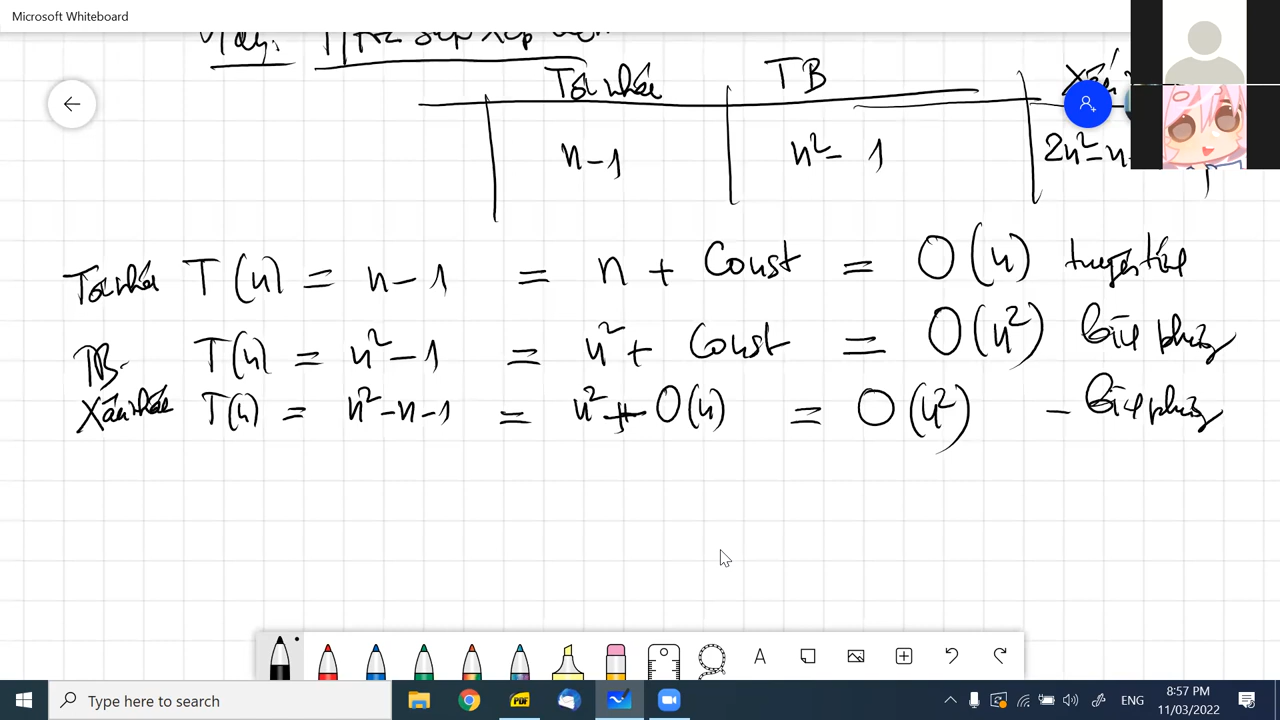 Microsoft Whiteboard
Tốt nhất TB Xấu
n-1 n²-1 2n²-n-
Tốt nhất T(n) = n-1 = n + Const = O(n) tuyến tính
TB T(n) = n²-1 = n² + Const = O(n²) bình phương
Xấu nhất T(n) = n²-n-1 = n² + O(n) = O(n²) - bình phương
A
PDF
Type here to search
ENG
8:57 PM
11/03/2022